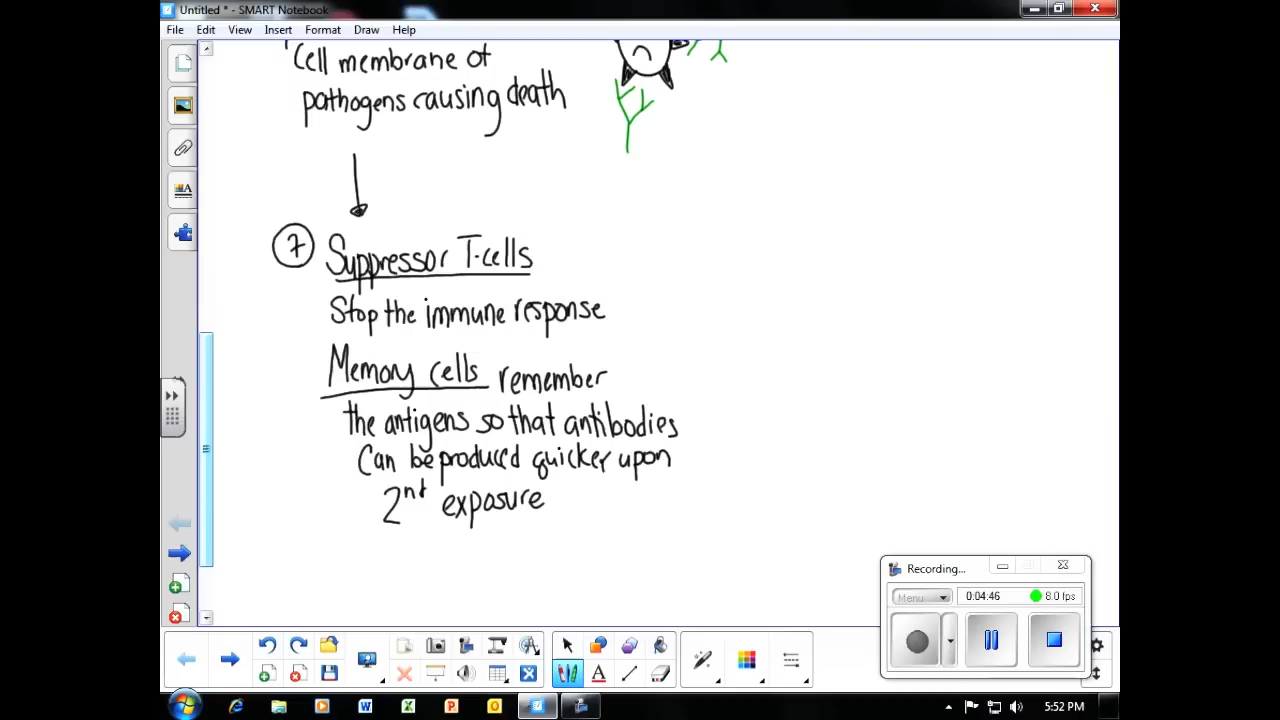 Untitled * - SMART Notebook
File Edit View Insert Format Draw Help
Cell membrane of
pathogens causing death
7 Suppressor T-cells
Stop the immune response
Memory cells remember
the antigens so that antibodies
Can be produced quicker upon
2nd exposure
Recording...
Menu 0:04:46 8.0 fps
5:52 PM